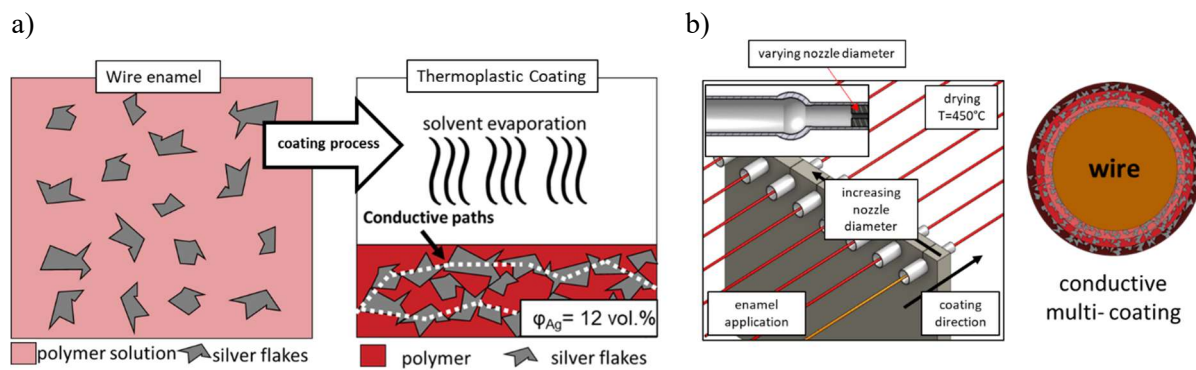 a)
Wire enamel
coating process
Thermoplastic Coating
solvent evaporation
Conductive paths
φAg= 12 vol.%
polymer solution
silver flakes
polymer
silver flakes
b)
varying nozzle diameter
drying
T=450°C
increasing
nozzle
diameter
enamel
application
coating
direction
wire
conductive
multi- coating